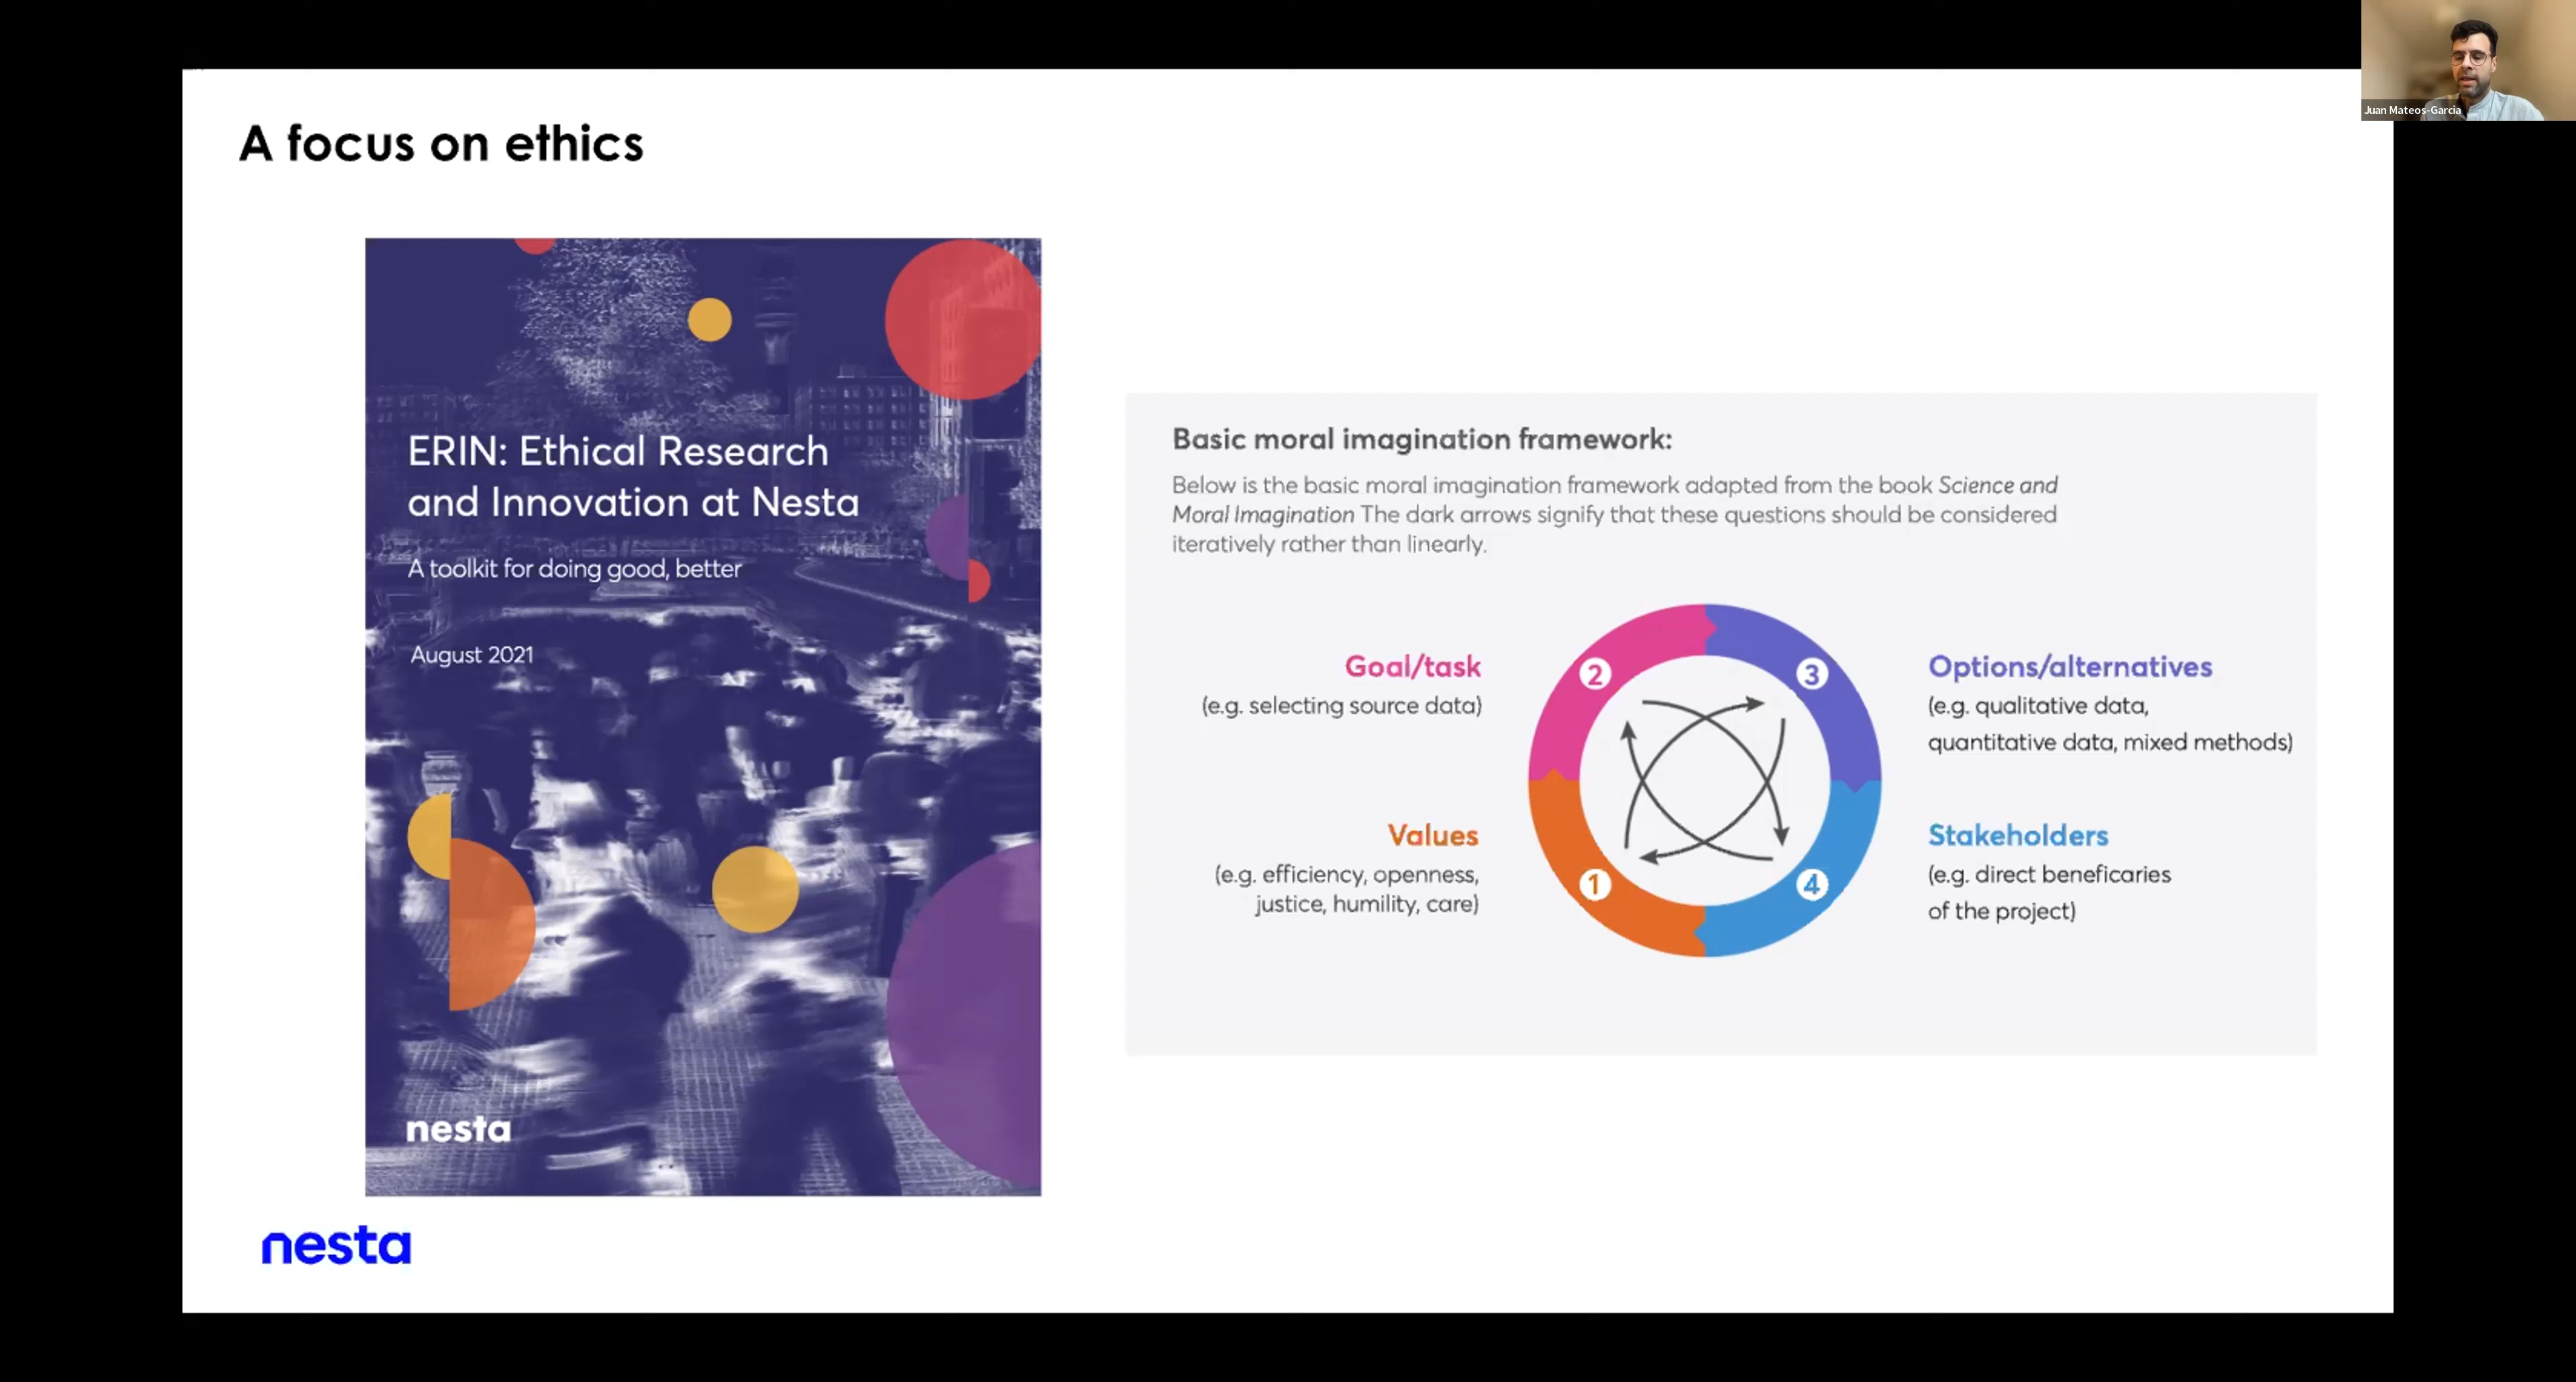 Juan Mateos-Garcia
A focus on ethics
ERIN: Ethical Research
and Innovation at Nesta
A toolkit for doing good, better
August 2021
nesta
Basic moral imagination framework:
Below is the basic moral imagination framework adapted from the book Science and
Moral Imagination The dark arrows signify that these questions should be considered
iteratively rather than linearly.
Goal/task
(e.g. selecting source data)
2
3
Options/alternatives
(e.g. qualitative data,
quantitative data, mixed methods)
Values
(e.g. efficiency, openness,
justice, humility, care)
1
4
Stakeholders
(e.g. direct beneficaries
of the project)
nesta